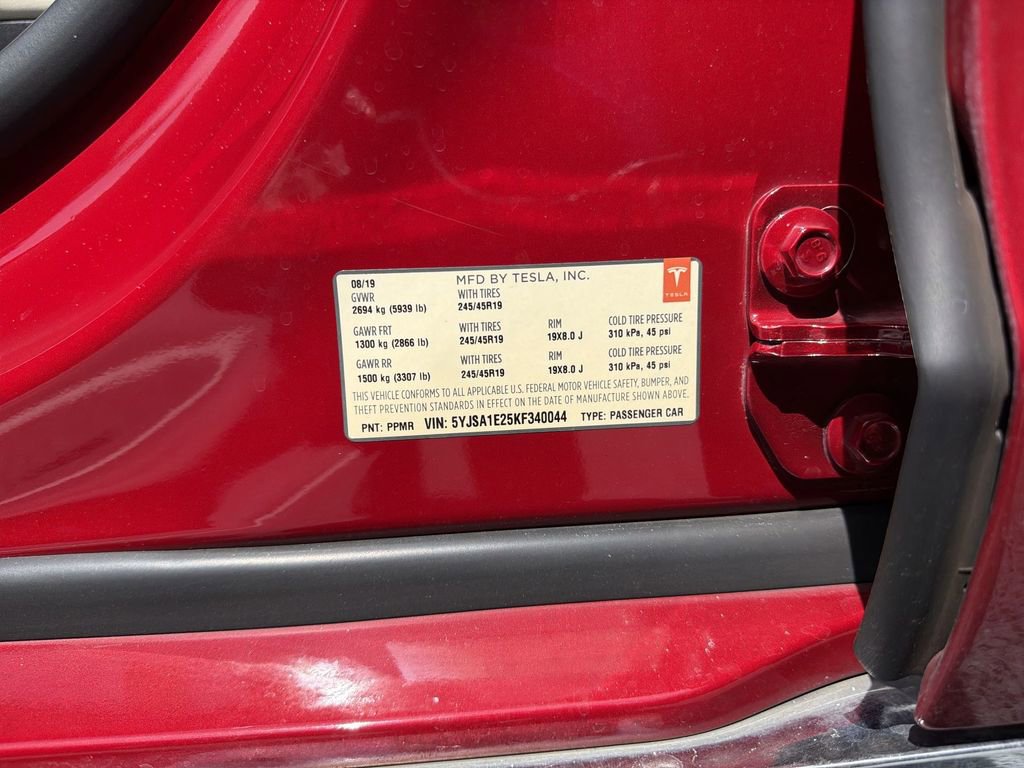 08/19 MFD BY TESLA, INC.
GVWR WITH TIRES
2694 kg (5939 lb) 245/45R19
TESLA
GAWR FRT WITH TIRES RIM COLD TIRE PRESSURE
1300 kg (2866 lb) 245/45R19 19X8.0 J 310 kPa, 45 psi
GAWR RR WITH TIRES RIM COLD TIRE PRESSURE
1500 kg (3307 lb) 245/45R19 19X8.0 J 310 kPa, 45 psi
THIS VEHICLE CONFORMS TO ALL APPLICABLE U.S. FEDERAL MOTOR VEHICLE SAFETY, BUMPER, AND
THEFT PREVENTION STANDARDS IN EFFECT ON THE DATE OF MANUFACTURE SHOWN ABOVE.
PNT: PPMR VIN: 5YJSA1E25KF340044 TYPE: PASSENGER CAR